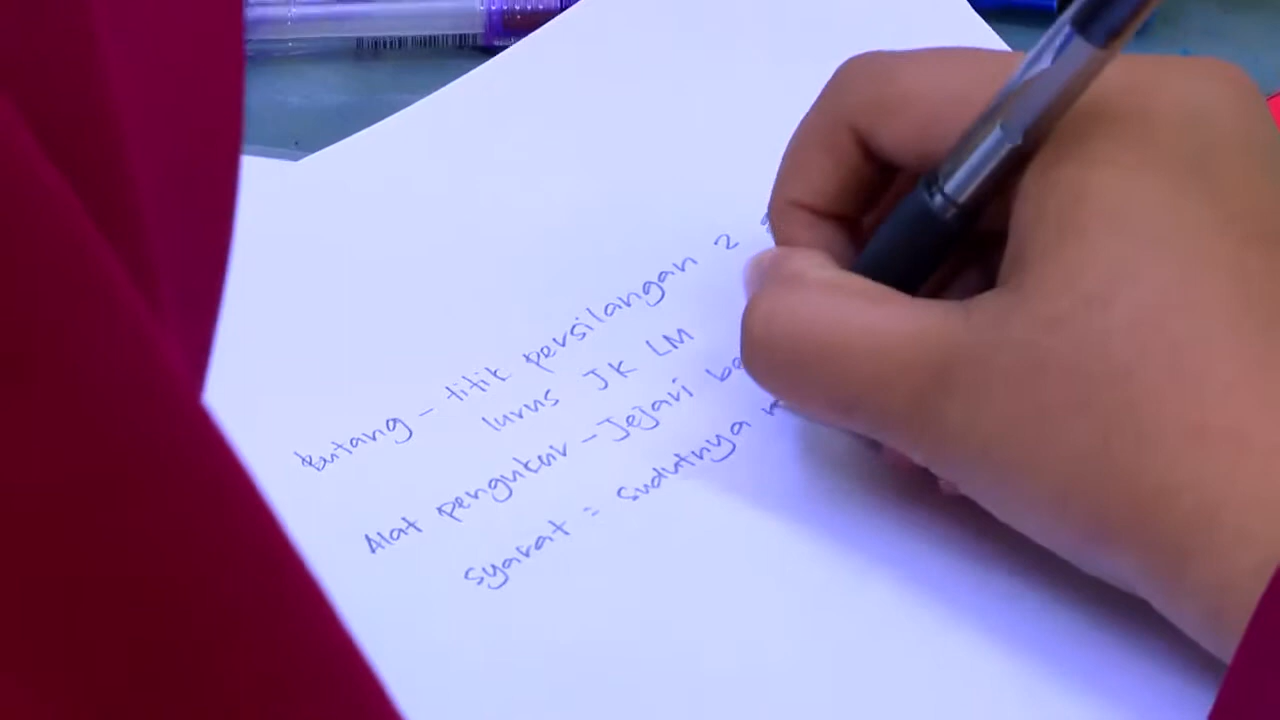 Bintang - titik persilangan 2
lurus JK LM
Alat pengukur - Jejari
syarat = sudutnya